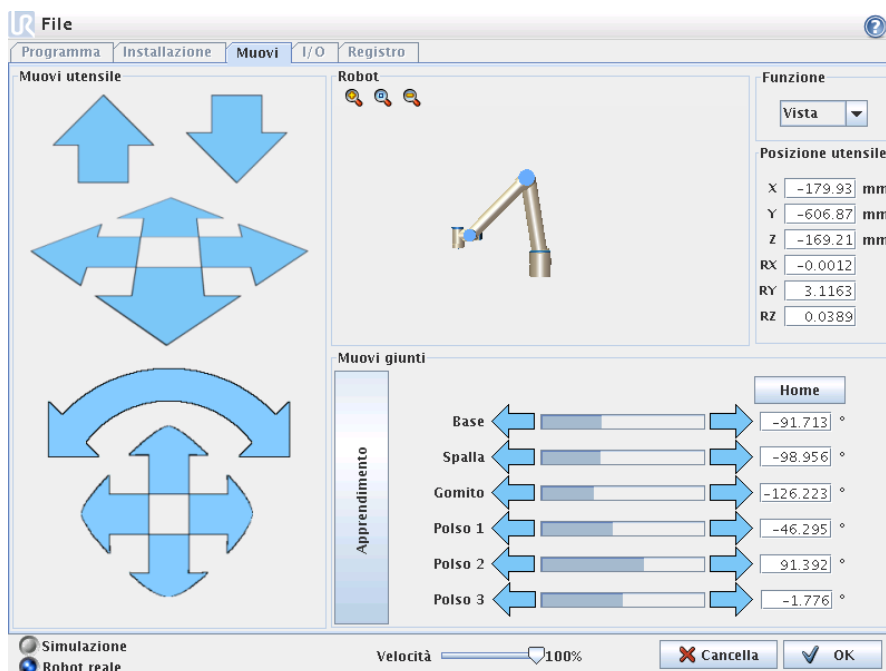 UR File
Programma Installazione Muovi I/O Registro
Muovi utensile
Robot
Funzione
Vista
Posizione utensile
X -179.93 mm
Y -606.87 mm
Z -169.21 mm
RX -0.0012
RY 3.1163
RZ 0.0389
Muovi giunti
Apprendimento
Home
Base -91.713 °
Spalla -98.956 °
Gomito -126.223 °
Polso 1 -46.295 °
Polso 2 91.392 °
Polso 3 -1.776 °
Simulazione
Robot reale
Velocità 100%
Cancella
OK